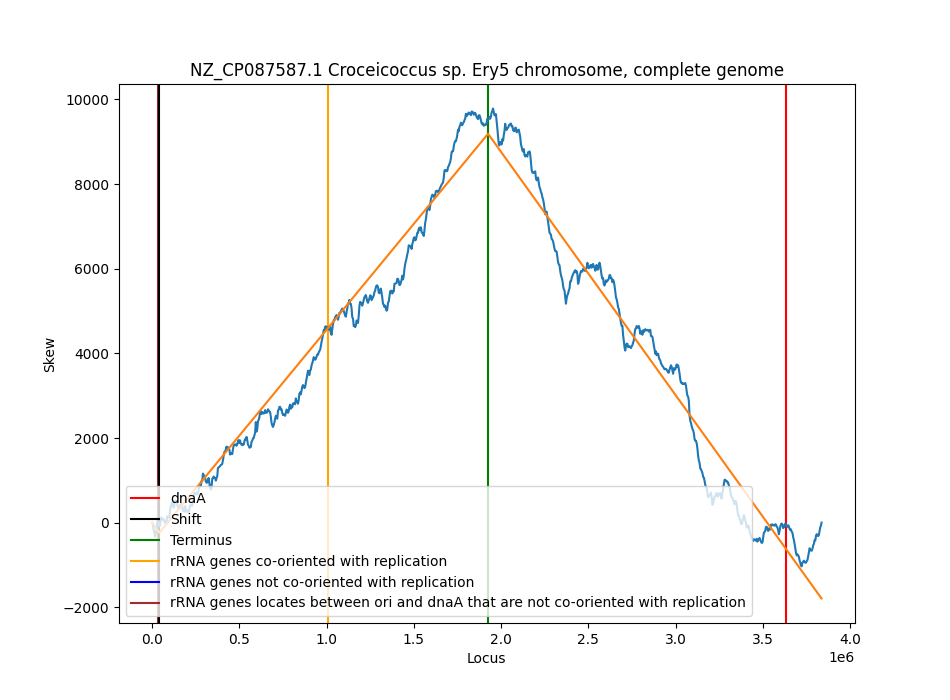 NZ_CP087587.1 Croceicoccus sp. Ery5 chromosome, complete genome
10000
8000
6000
4000
2000
0
−2000
Skew
dnaA
Shift
Terminus
rRNA genes co-oriented with replication
rRNA genes not co-oriented with replication
rRNA genes locates between ori and dnaA that are not co-oriented with replication
0.0 0.5 1.0 1.5 2.0 2.5 3.0 3.5 4.0
1e6
Locus